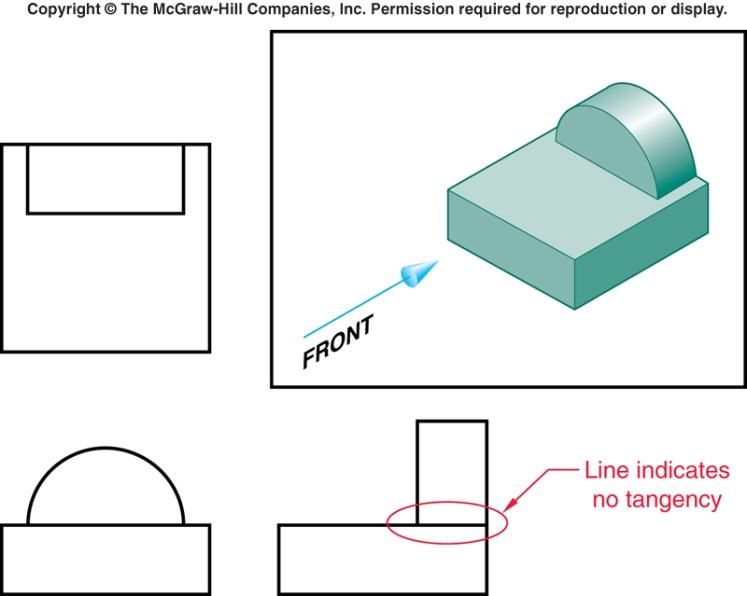 Copyright © The McGraw-Hill Companies, Inc. Permission required for reproduction or display.
FRONT
Line indicates
no tangency